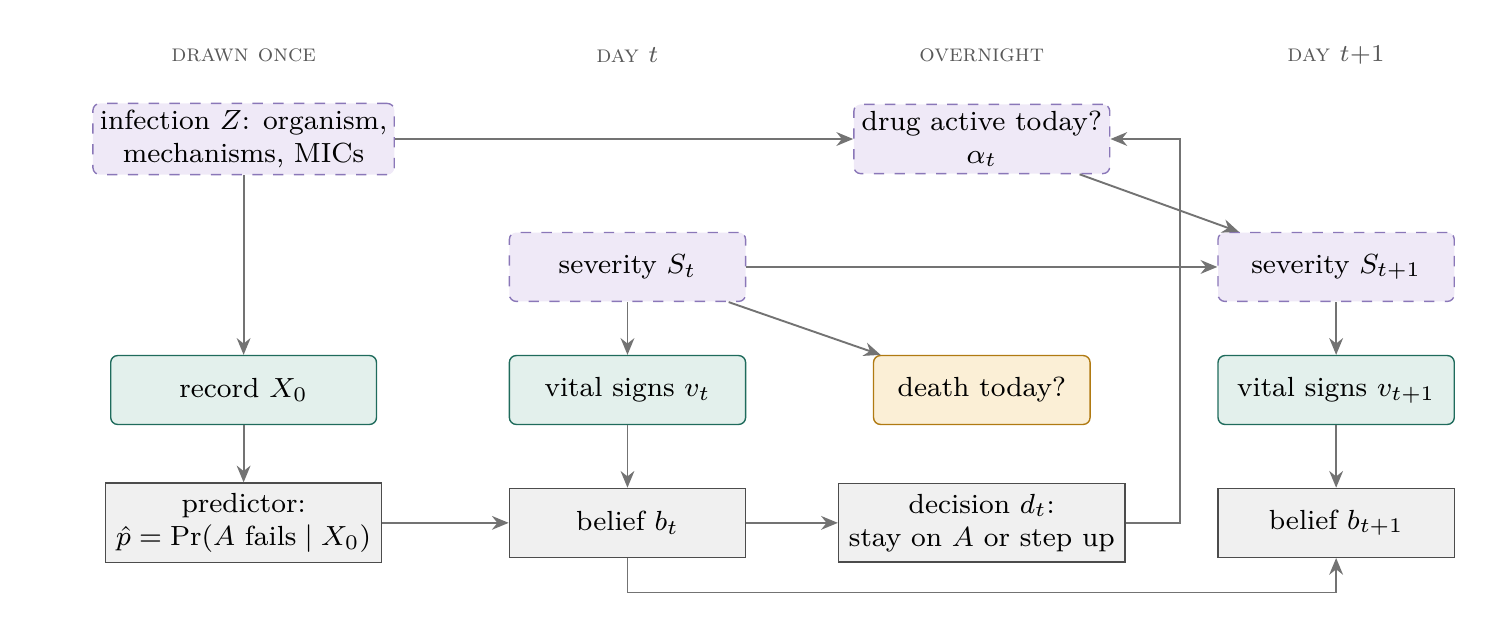 DRAWN ONCE
DAY t
OVERNIGHT
DAY t+1
infection Z: organism,
mechanisms, MICs
drug active today?
α_t
severity S_t
severity S_{t+1}
record X_0
vital signs v_t
death today?
vital signs v_{t+1}
predictor:
p̂ = Pr(A fails | X_0)
belief b_t
decision d_t:
stay on A or step up
belief b_{t+1}